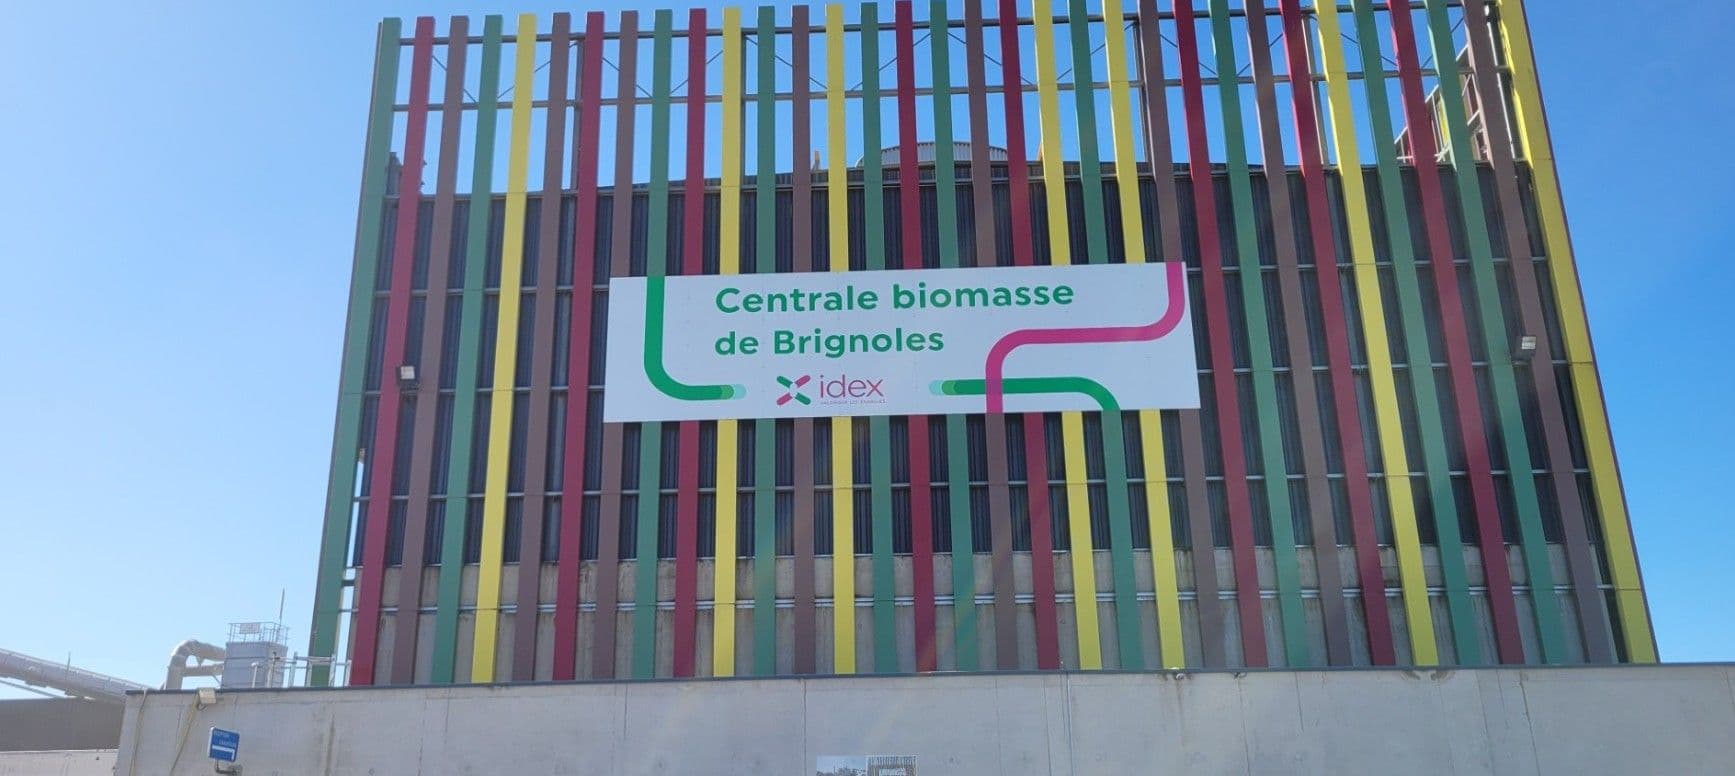 Centrale biomasse
de Brignoles
idex